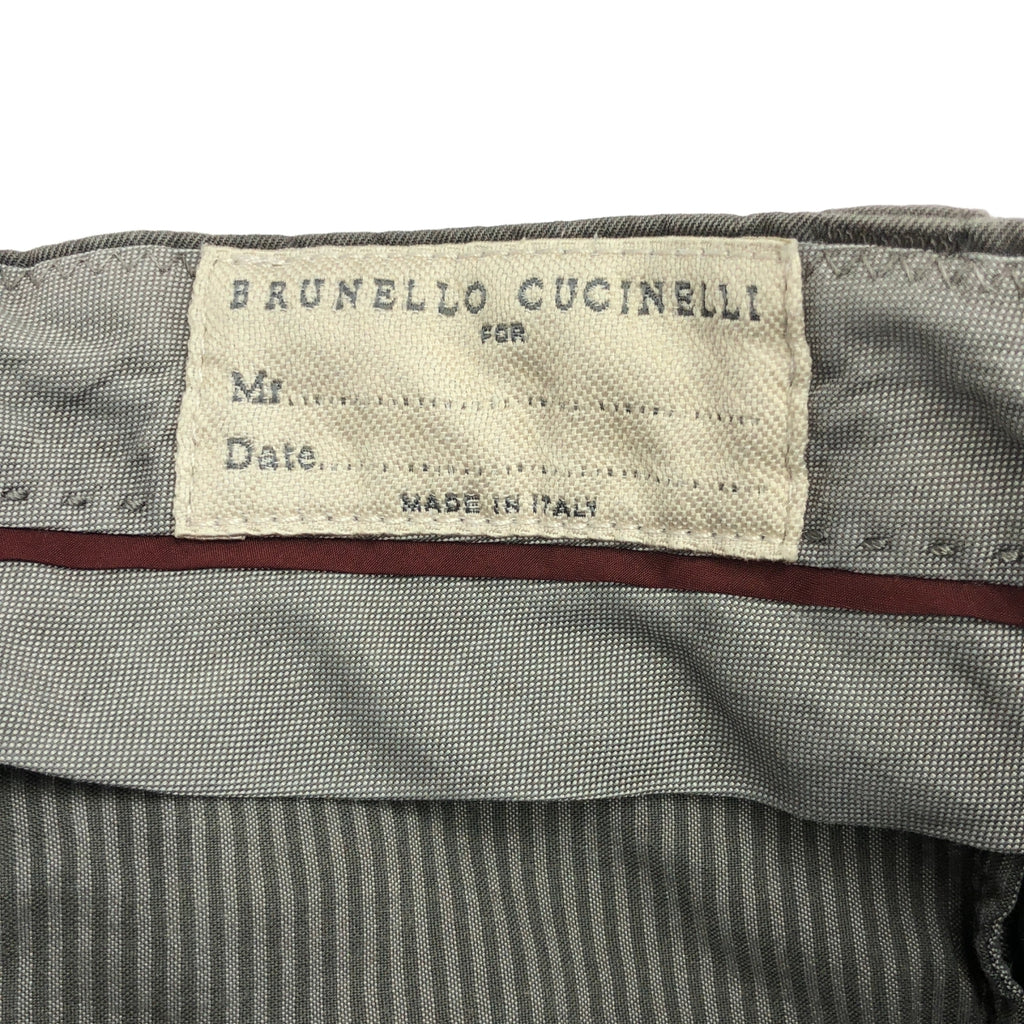 BRUNELLO CUCINELLI
FOR
Mr..............................
Date..............................
MADE IN ITALY